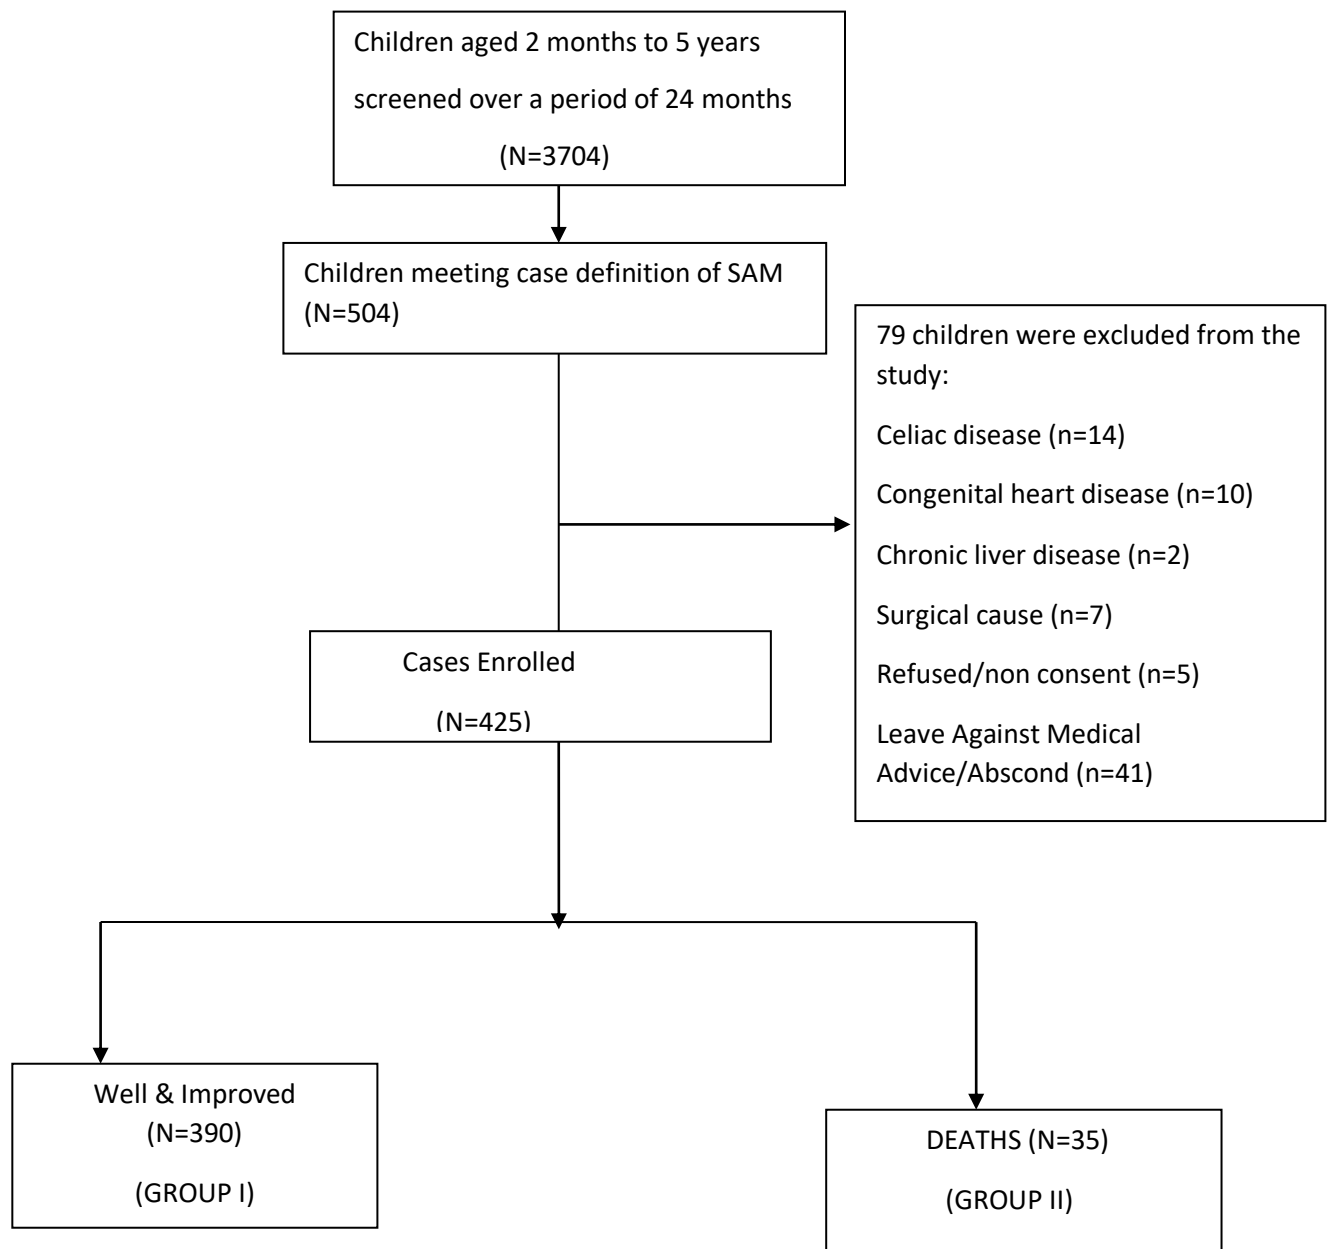 Children aged 2 months to 5 years
screened over a period of 24 months
(N=3704)
Children meeting case definition of SAM
(N=504)
79 children were excluded from the
study:
Celiac disease (n=14)
Congenital heart disease (n=10)
Chronic liver disease (n=2)
Surgical cause (n=7)
Refused/non consent (n=5)
Leave Against Medical
Advice/Abscond (n=41)
Cases Enrolled
(N=425)
Well & Improved
(N=390)
(GROUP I)
DEATHS (N=35)
(GROUP II)